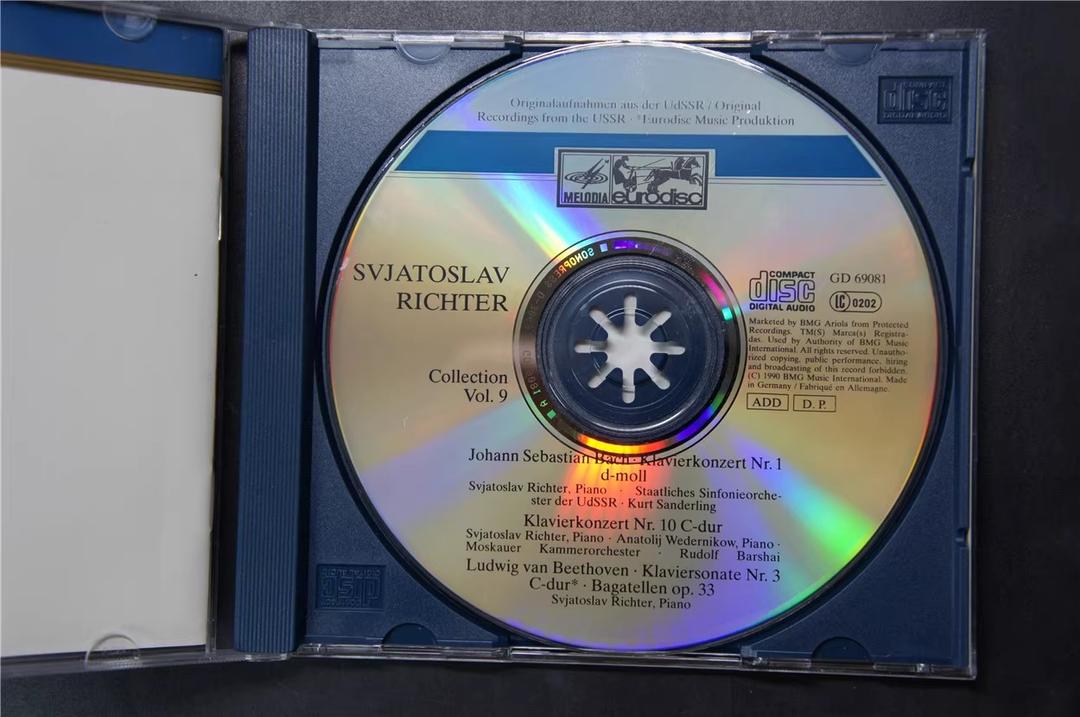 Originalaufnahmen aus der UdSSR / Original
Recordings from the USSR · *Eurodisc Music Produktion
MELODIA eurodisc
COMPACT
disc
DIGITAL AUDIO
SVJATOSLAV
RICHTER
Collection
Vol. 9
SONOPRESS
COMPACT
disc
DIGITAL AUDIO
GD 69081
LC 0202
Marketed by BMG Ariola from Protected
Recordings. TM(S) Marca(s) Registra-
das. Used by Authority of BMG Music
International. All rights reserved. Unautho-
rized copying, public performance, hiring
and broadcasting of this record forbidden.
(C) 1990 BMG Music International. Made
in Germany / Fabriqué en Allemagne.
ADD D. P.
Johann Sebastian Bach · Klavierkonzert Nr. 1
d-moll
Svjatoslav Richter, Piano · Staatliches Sinfonieorche-
ster der UdSSR · Kurt Sanderling
Klavierkonzert Nr. 10 C-dur
Svjatoslav Richter, Piano · Anatolij Wedernikow, Piano ·
Moskauer Kammerorchester · Rudolf Barshai
Ludwig van Beethoven · Klaviersonate Nr. 3
C-dur* · Bagatellen op. 33
Svjatoslav Richter, Piano